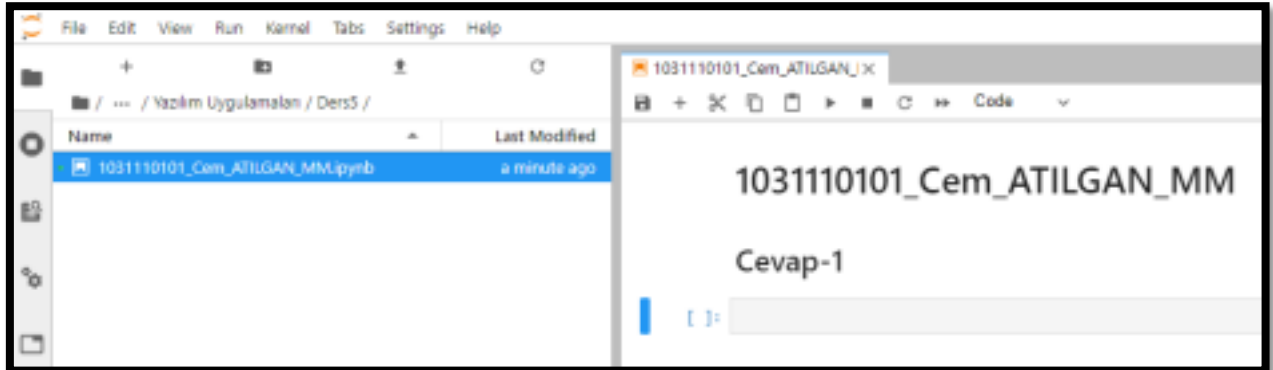 File Edit View Run Kernel Tabs Settings Help
/ ... / Yazılım Uygulamaları / Ders5 /
Name Last Modified
1031110101_Cem_ATILGAN_MM.ipynb a minute ago
1031110101_Cem_ATILGAN_
Code
1031110101_Cem_ATILGAN_MM
Cevap-1
[ ]: